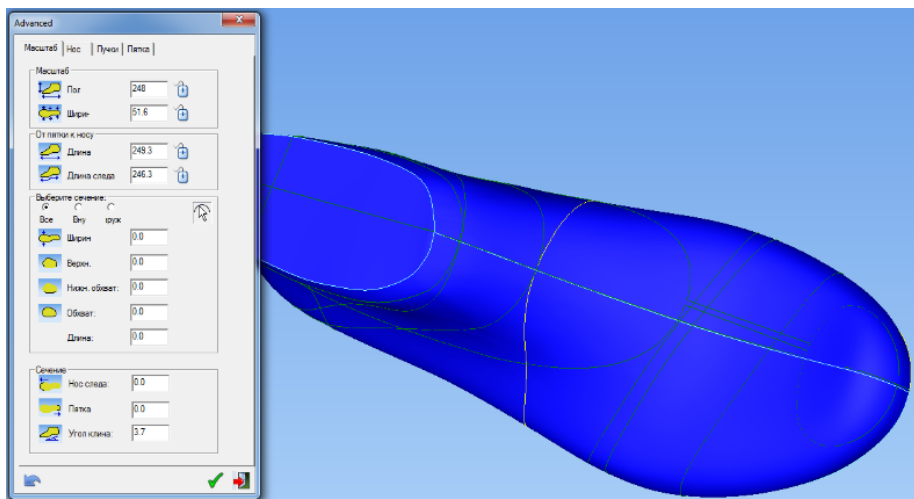 Advanced
Масштаб Нос Пучки Пятка
Масштаб
Пог 248
Шири- 51.6
От пятки к носу
Длина 249.3
Длина следа 246.3
Выберите сечение:
Все Вну круж
Ширин 0.0
Верхн. 0.0
Нижн. обхват: 0.0
Обхват: 0.0
Длина: 0.0
Сечение
Нос следа: 0.0
Пятка 0.0
Угол клина: 3.7